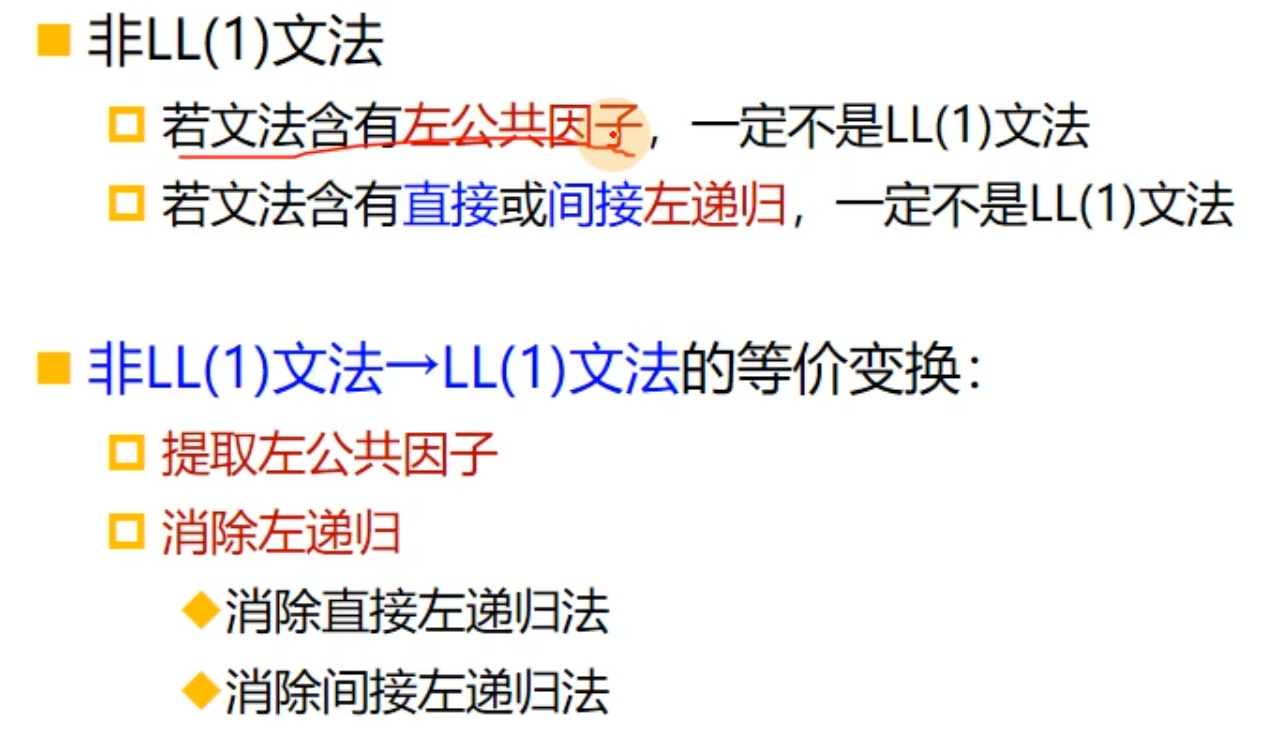 非LL(1)文法
若文法含有左公共因子，一定不是LL(1)文法
若文法含有直接或间接左递归，一定不是LL(1)文法
非LL(1)文法→LL(1)文法的等价变换：
提取左公共因子
消除左递归
消除直接左递归法
消除间接左递归法